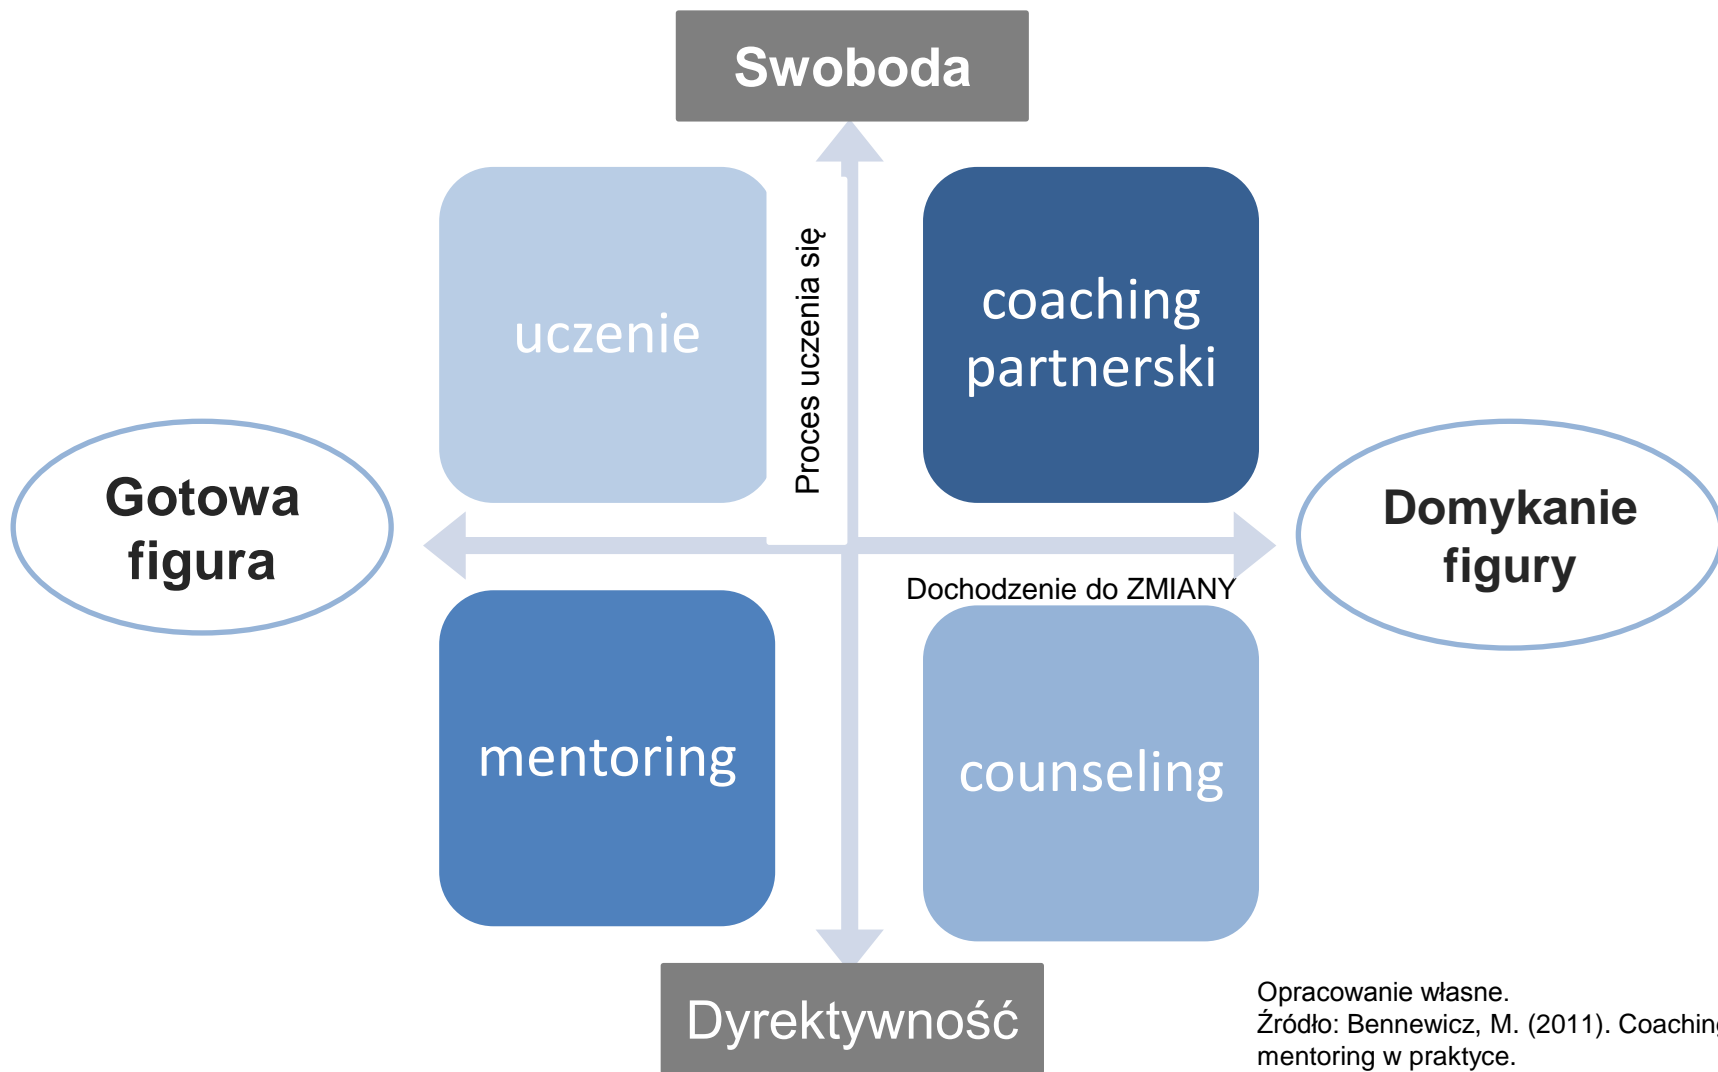 Swoboda
uczenie
Proces uczenia się
coaching
partnerski
Gotowa
figura
Domykanie
figury
Dochodzenie do ZMIANY
mentoring
counseling
Dyrektywność
Opracowanie własne.
Źródło: Bennewicz, M. (2011). Coaching
mentoring w praktyce.